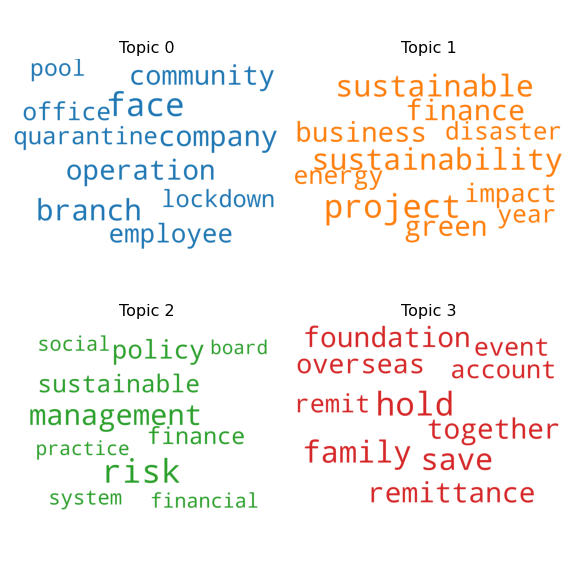 Topic 0
pool
community
face
office
quarantine
company
operation
lockdown
branch
employee
Topic 1
sustainable
finance
business
disaster
sustainability
energy
impact
project
year
green
Topic 2
social
policy
board
sustainable
management
finance
practice
risk
system
financial
Topic 3
foundation
event
overseas
account
remit
hold
together
family
save
remittance